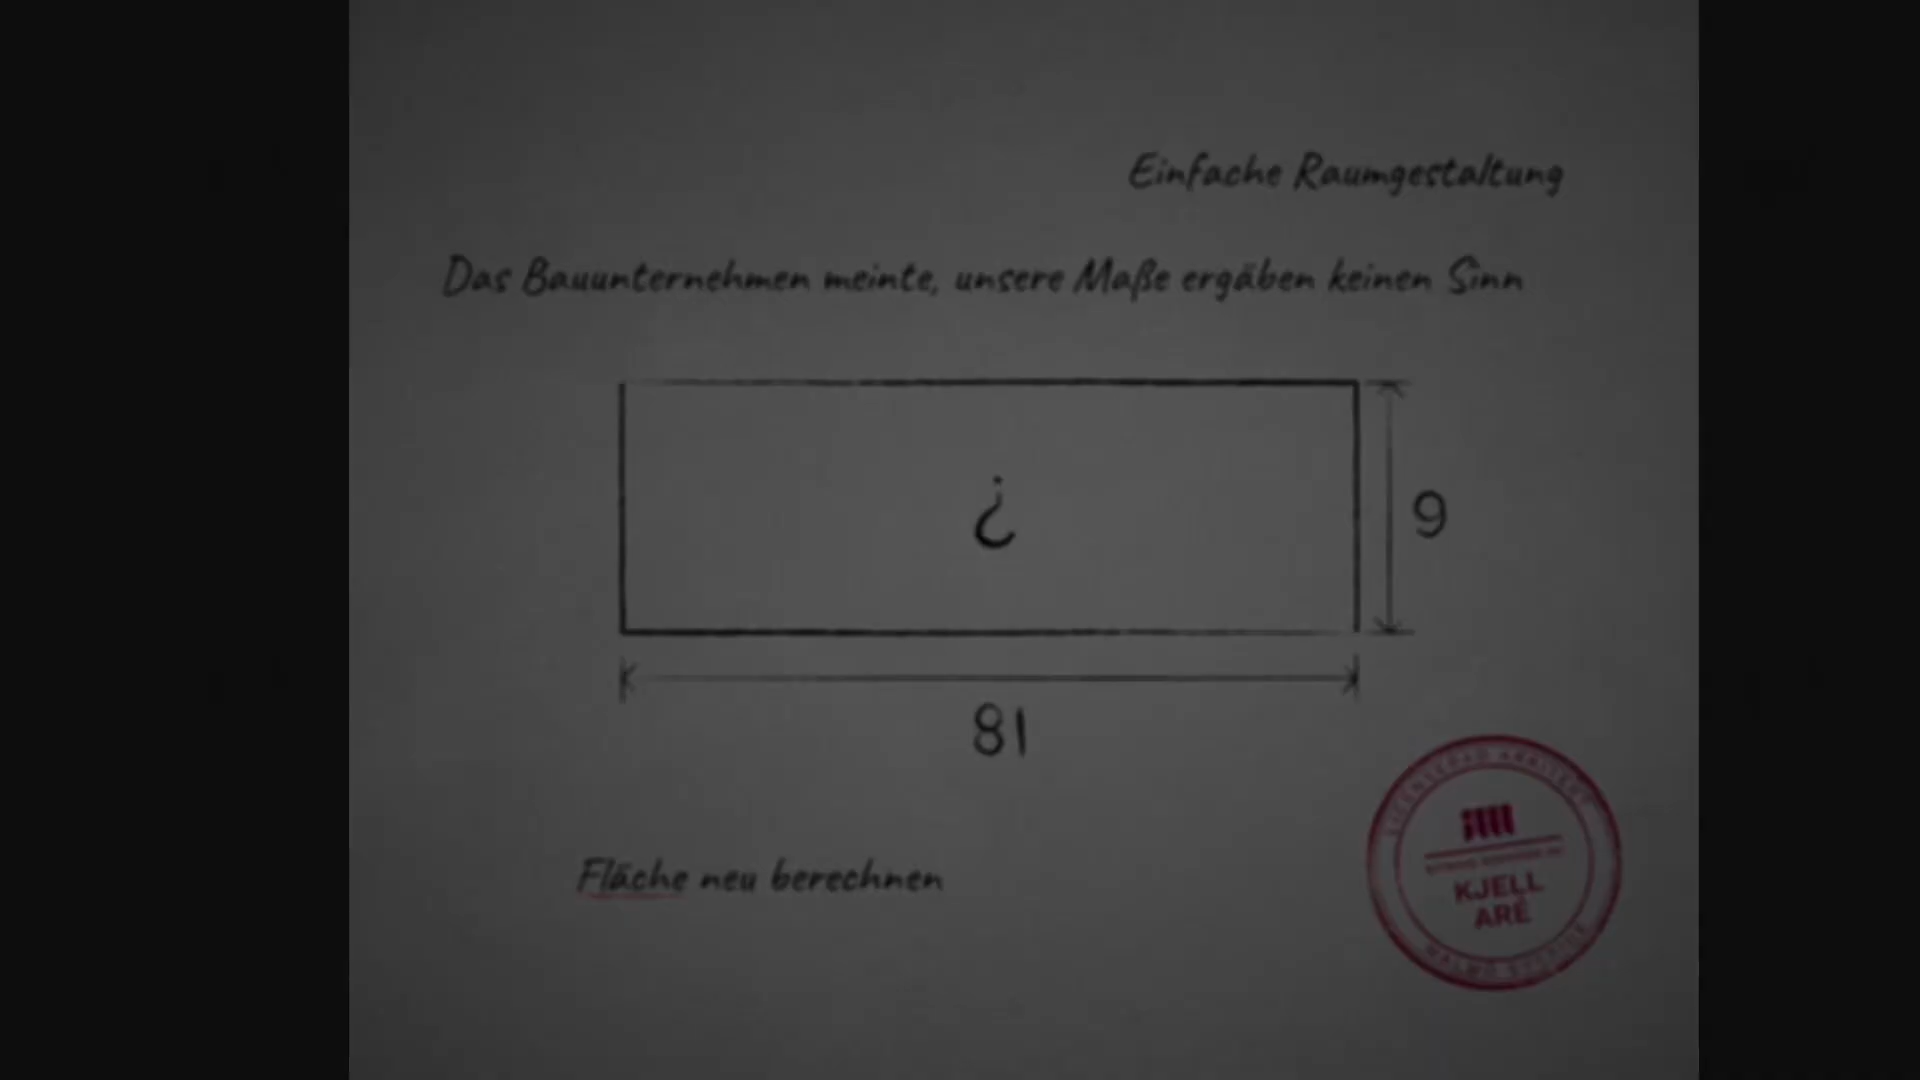 Einfache Raumgestaltung
Das Bauunternehmen meinte, unsere Maße ergäben keinen Sinn
¿
9
81
Fläche neu berechnen
KJELL
ARÉ